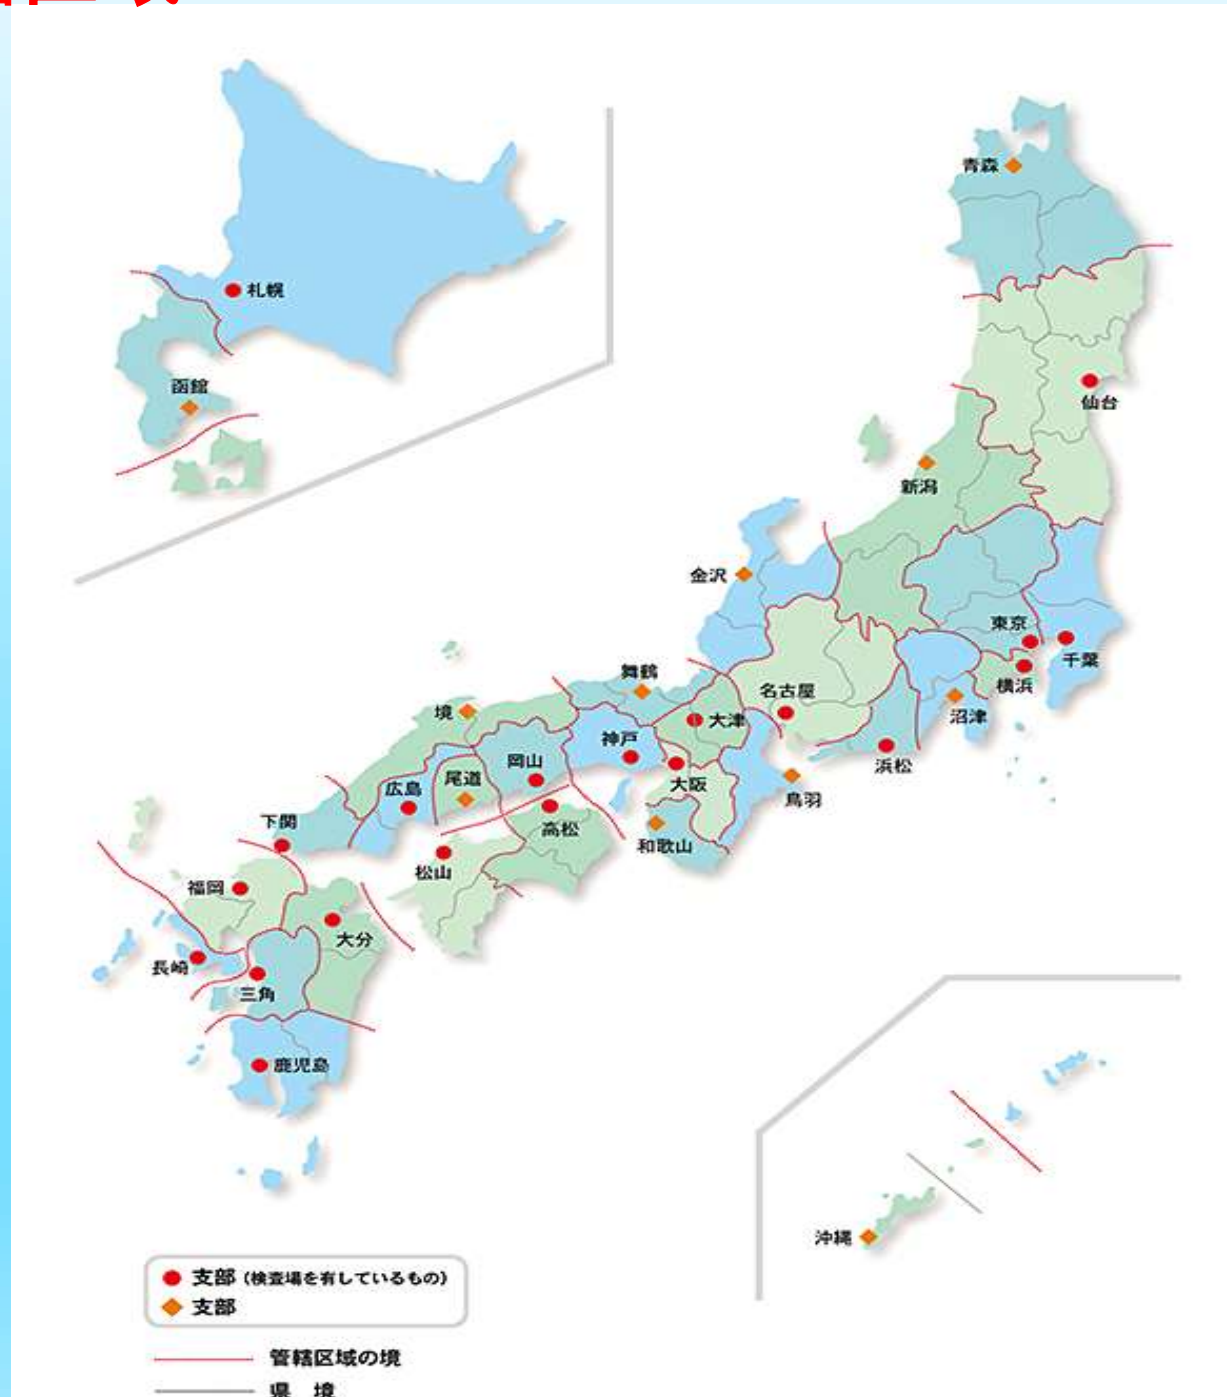 青森
札幌
函館
仙台
新潟
金沢
東京
千葉
横浜
舞鶴
名古屋
境
大津
沼津
神戸
浜松
岡山
尾道
大阪
広島
鳥羽
下関
高松
和歌山
松山
福岡
大分
長崎
三角
鹿児島
沖縄
支部（検査場を有しているもの）
支部
管轄区域の境
県 境